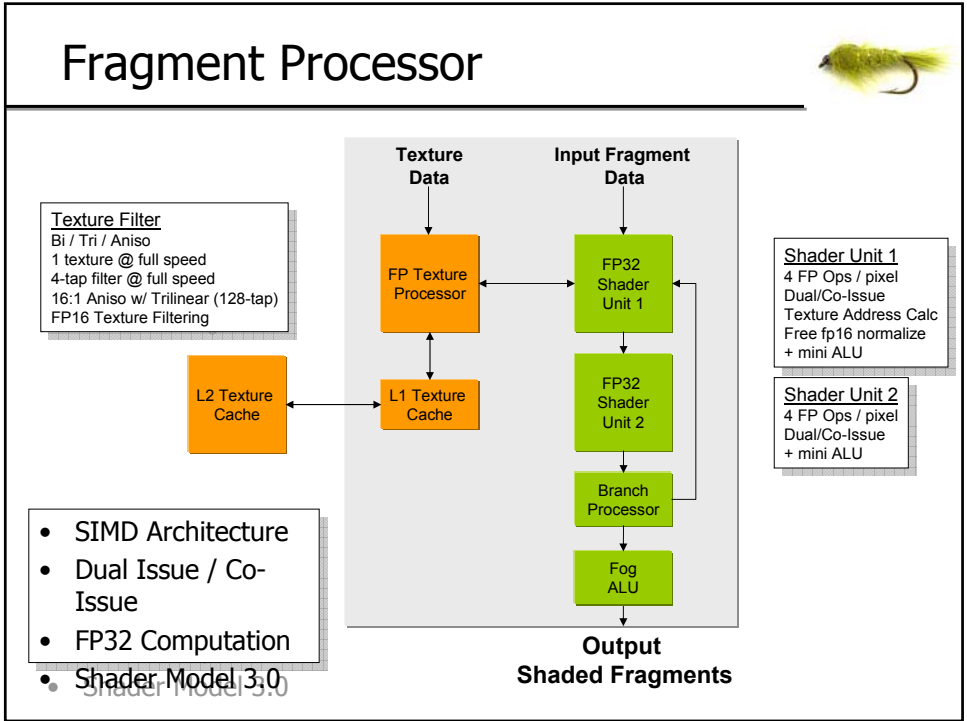 Fragment Processor
Texture
Data
Input Fragment
Data
Texture Filter
Bi / Tri / Aniso
1 texture @ full speed
4-tap filter @ full speed
16:1 Aniso w/ Trilinear (128-tap)
FP16 Texture Filtering
FP Texture
Processor
FP32
Shader
Unit 1
Shader Unit 1
4 FP Ops / pixel
Dual/Co-Issue
Texture Address Calc
Free fp16 normalize
+ mini ALU
L2 Texture
Cache
L1 Texture
Cache
FP32
Shader
Unit 2
Shader Unit 2
4 FP Ops / pixel
Dual/Co-Issue
+ mini ALU
Branch
Processor
Fog
ALU
• SIMD Architecture
• Dual Issue / Co-
Issue
• FP32 Computation
• Shader Model 3.0
Output
Shaded Fragments